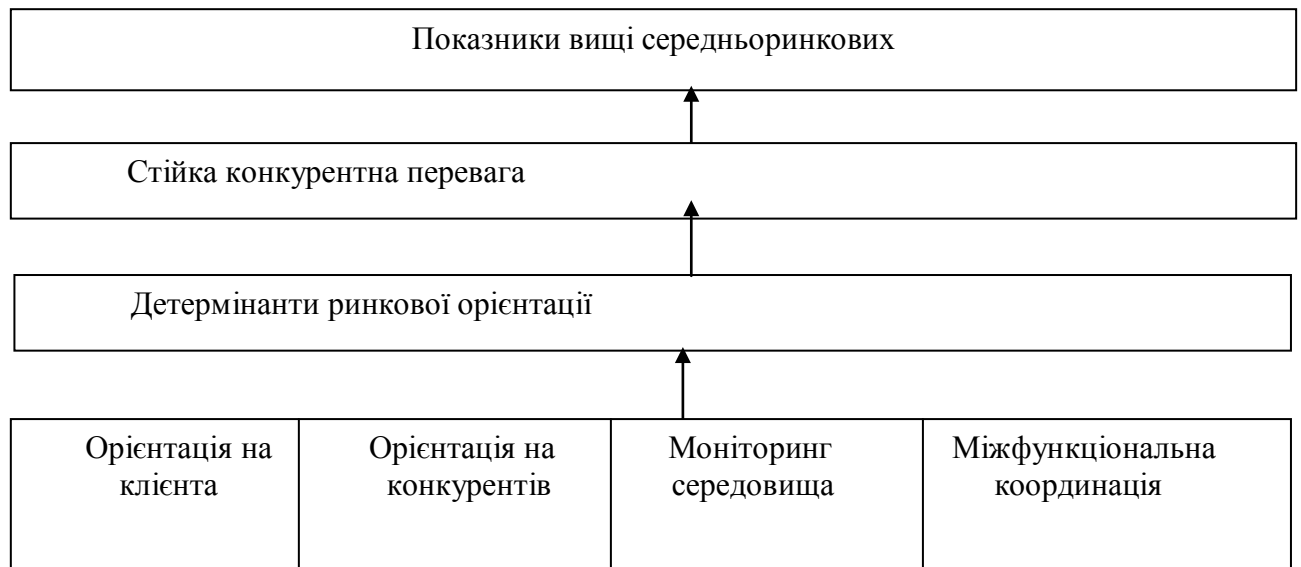 Показники вищі середньоринкових
Стійка конкурентна перевага
Детермінанти ринкової орієнтації
Орієнтація на
клієнта
Орієнтація на
конкурентів
Моніторинг
середовища
Міжфункціональна
координація